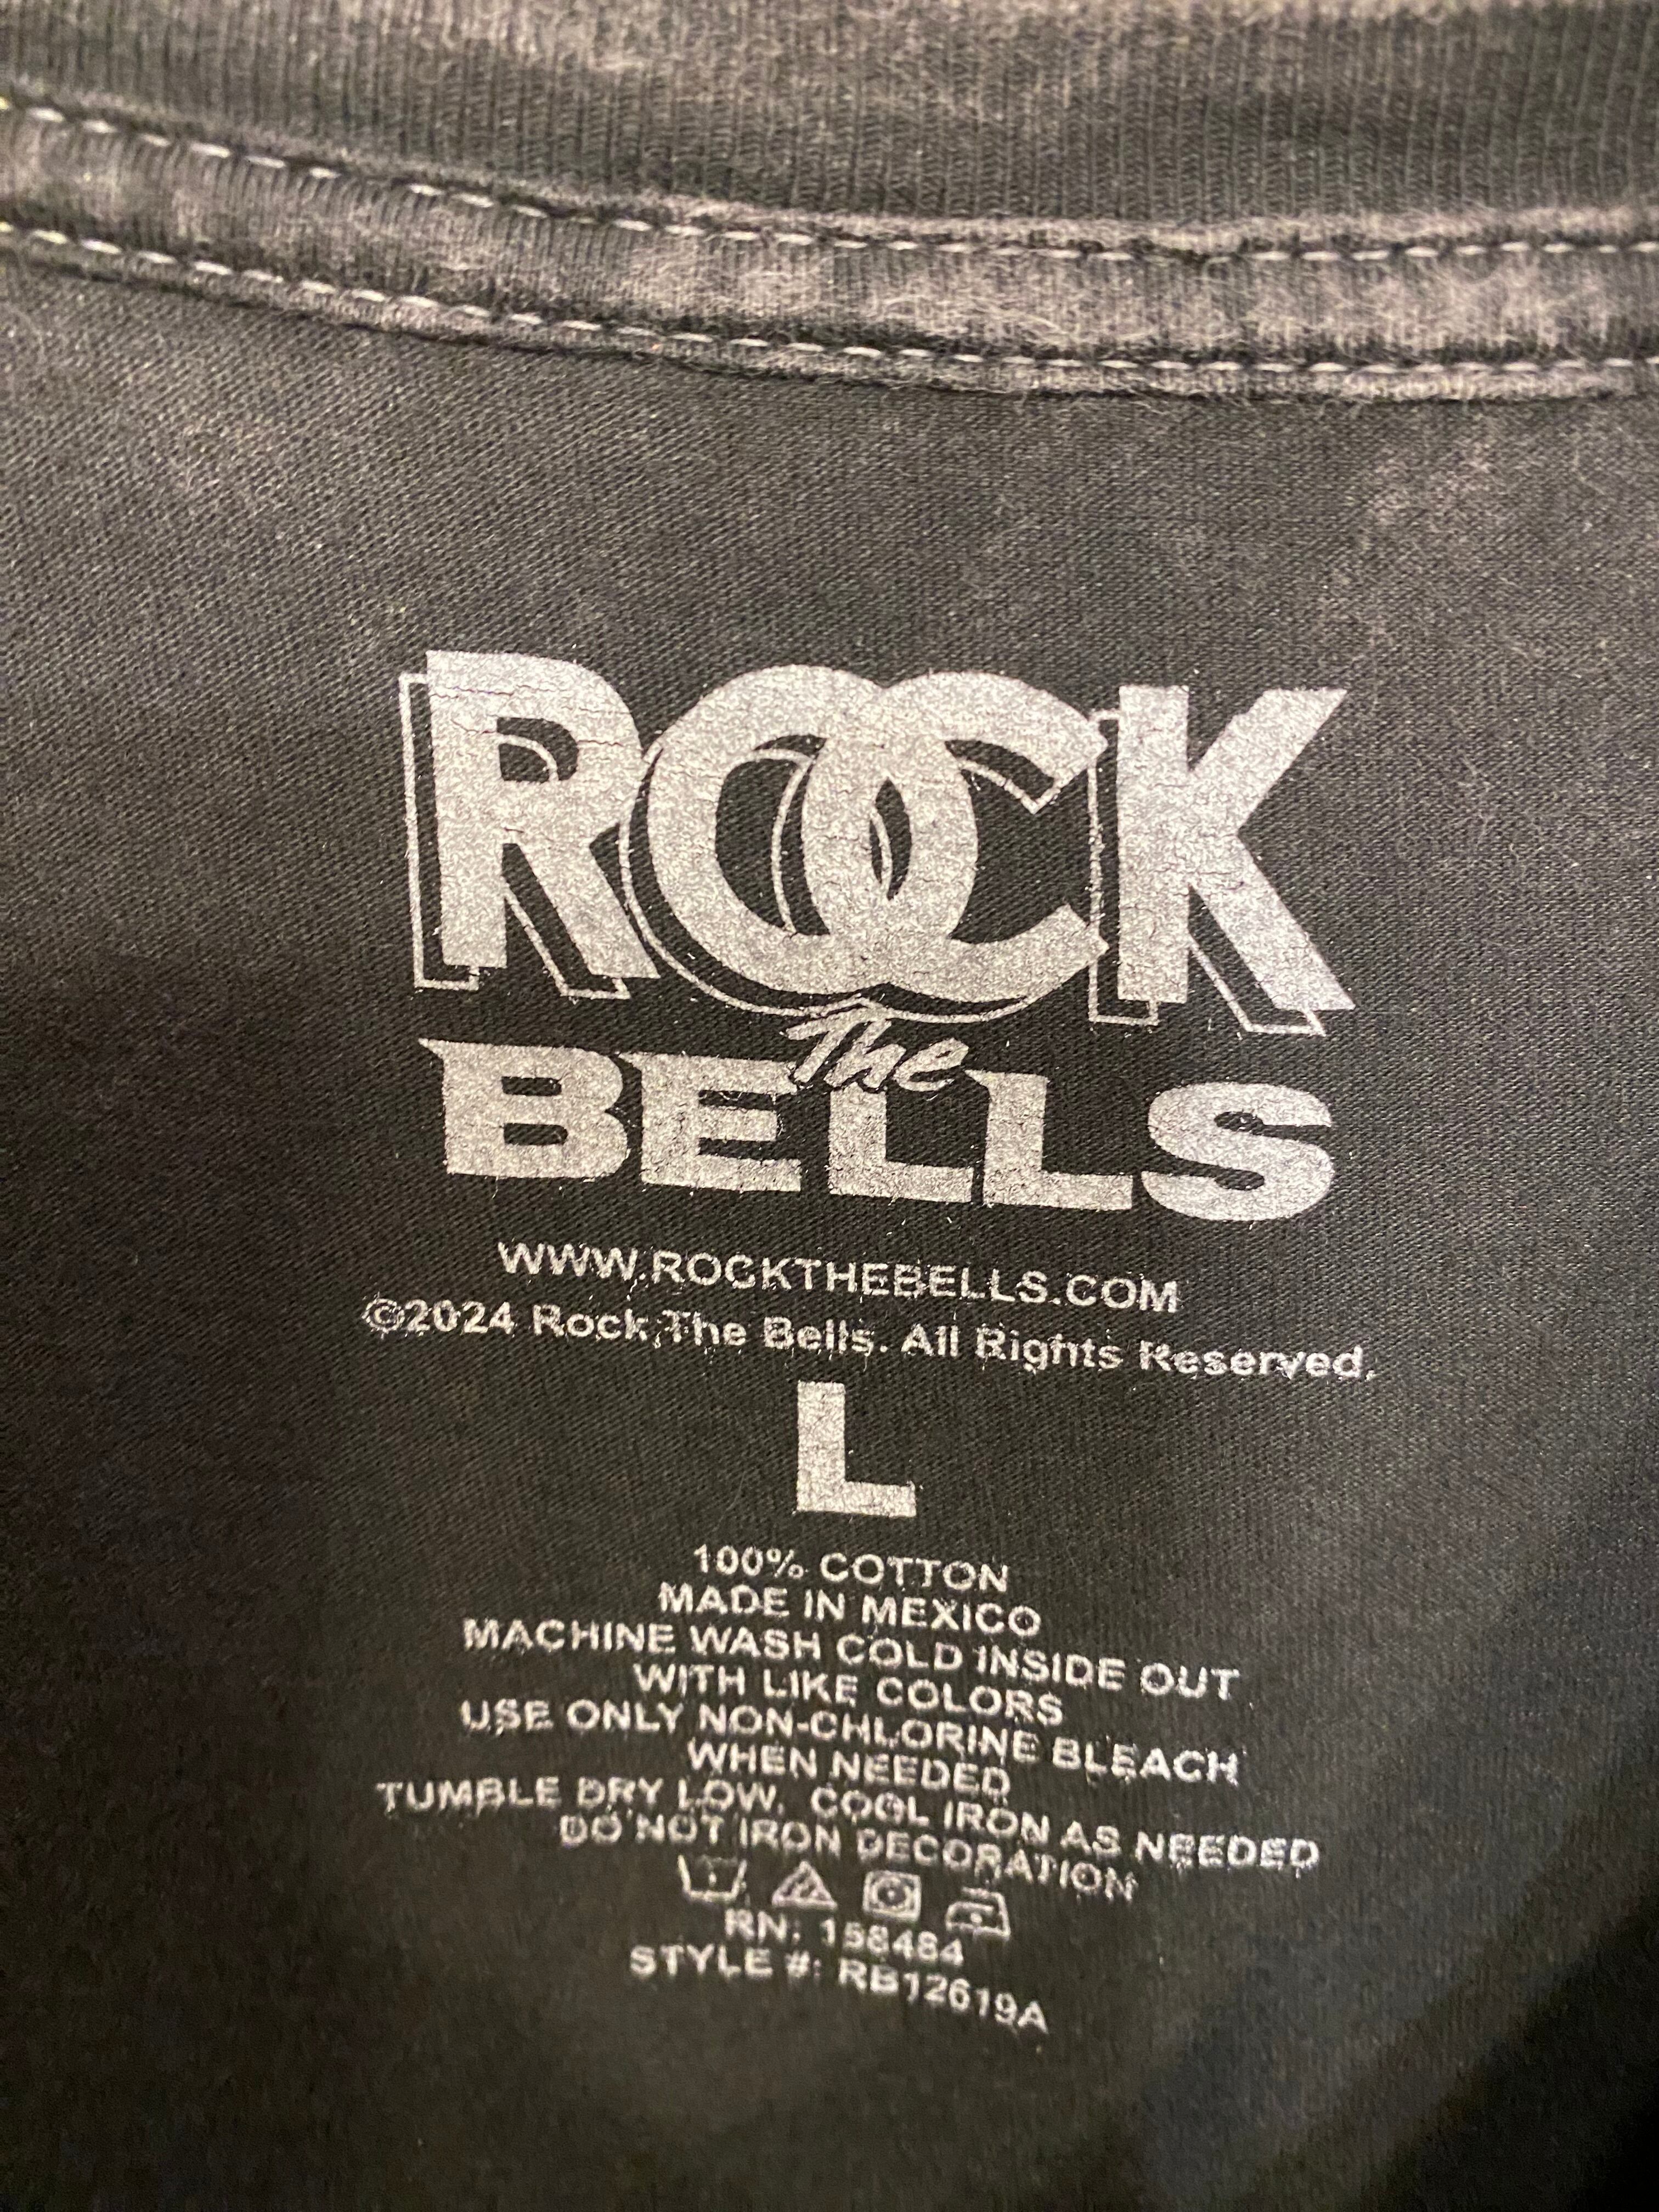 ROCK
The
BELLS
WWW.ROCKTHEBELLS.COM
©2024 Rock The Bells. All Rights Reserved.
L
100% COTTON
MADE IN MEXICO
MACHINE WASH COLD INSIDE OUT
WITH LIKE COLORS
USE ONLY NON-CHLORINE BLEACH
WHEN NEEDED
TUMBLE DRY LOW, COOL IRON AS NEEDED
DO NOT IRON DECORATION
RN: 158484
STYLE #: RB12619A